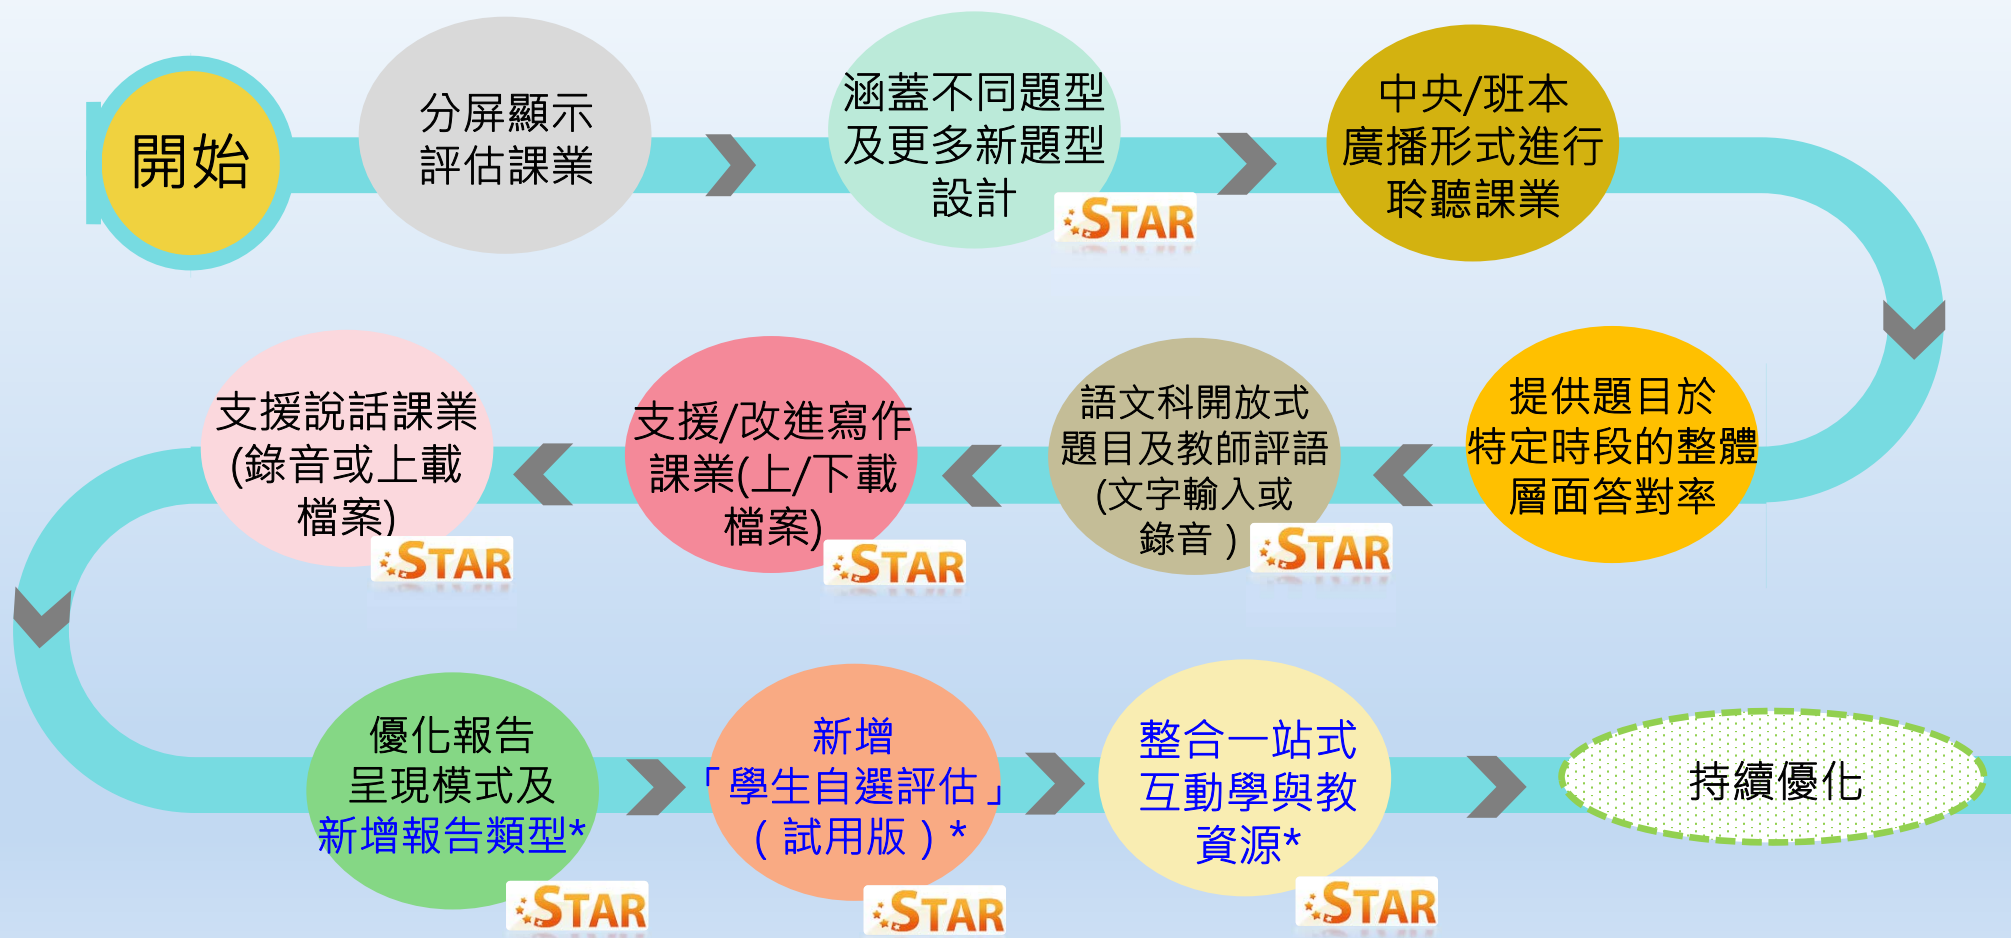 開始
分屏顯示
評估課業
涵蓋不同題型
及更多新題型
設計
STAR
中央/班本
廣播形式進行
聆聽課業
提供題目於
特定時段的整體
層面答對率
語文科開放式
題目及教師評語
(文字輸入或
錄音)
STAR
支援/改進寫作
課業(上/下載
檔案)
STAR
支援說話課業
(錄音或上載
檔案)
STAR
優化報告
呈現模式及
新增報告類型*
STAR
新增
「學生自選評估」
(試用版)*
STAR
整合一站式
互動學與教
資源*
STAR
持續優化